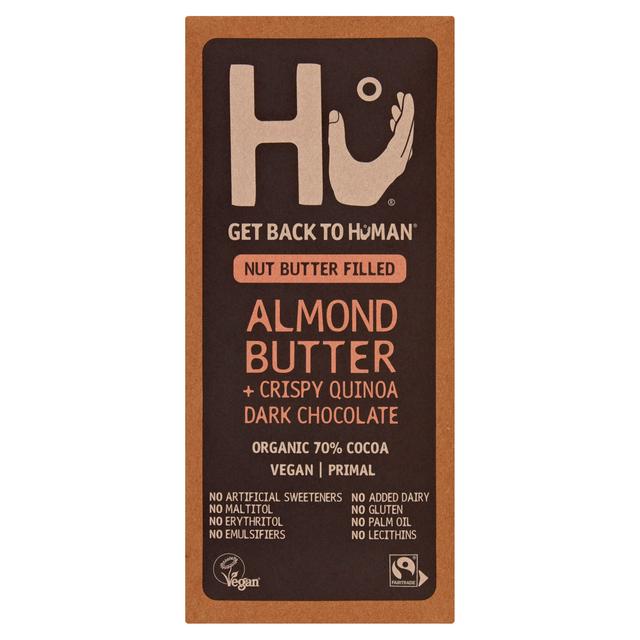 Hu®
GET BACK TO HUMAN®
NUT BUTTER FILLED
ALMOND
BUTTER
+ CRISPY QUINOA
DARK CHOCOLATE
ORGANIC 70% COCOA
VEGAN | PRIMAL
NO ARTIFICIAL SWEETENERS
NO MALTITOL
NO ERYTHRITOL
NO EMULSIFIERS
NO ADDED DAIRY
NO GLUTEN
NO PALM OIL
NO LECITHINS
Vegan
FAIRTRADE